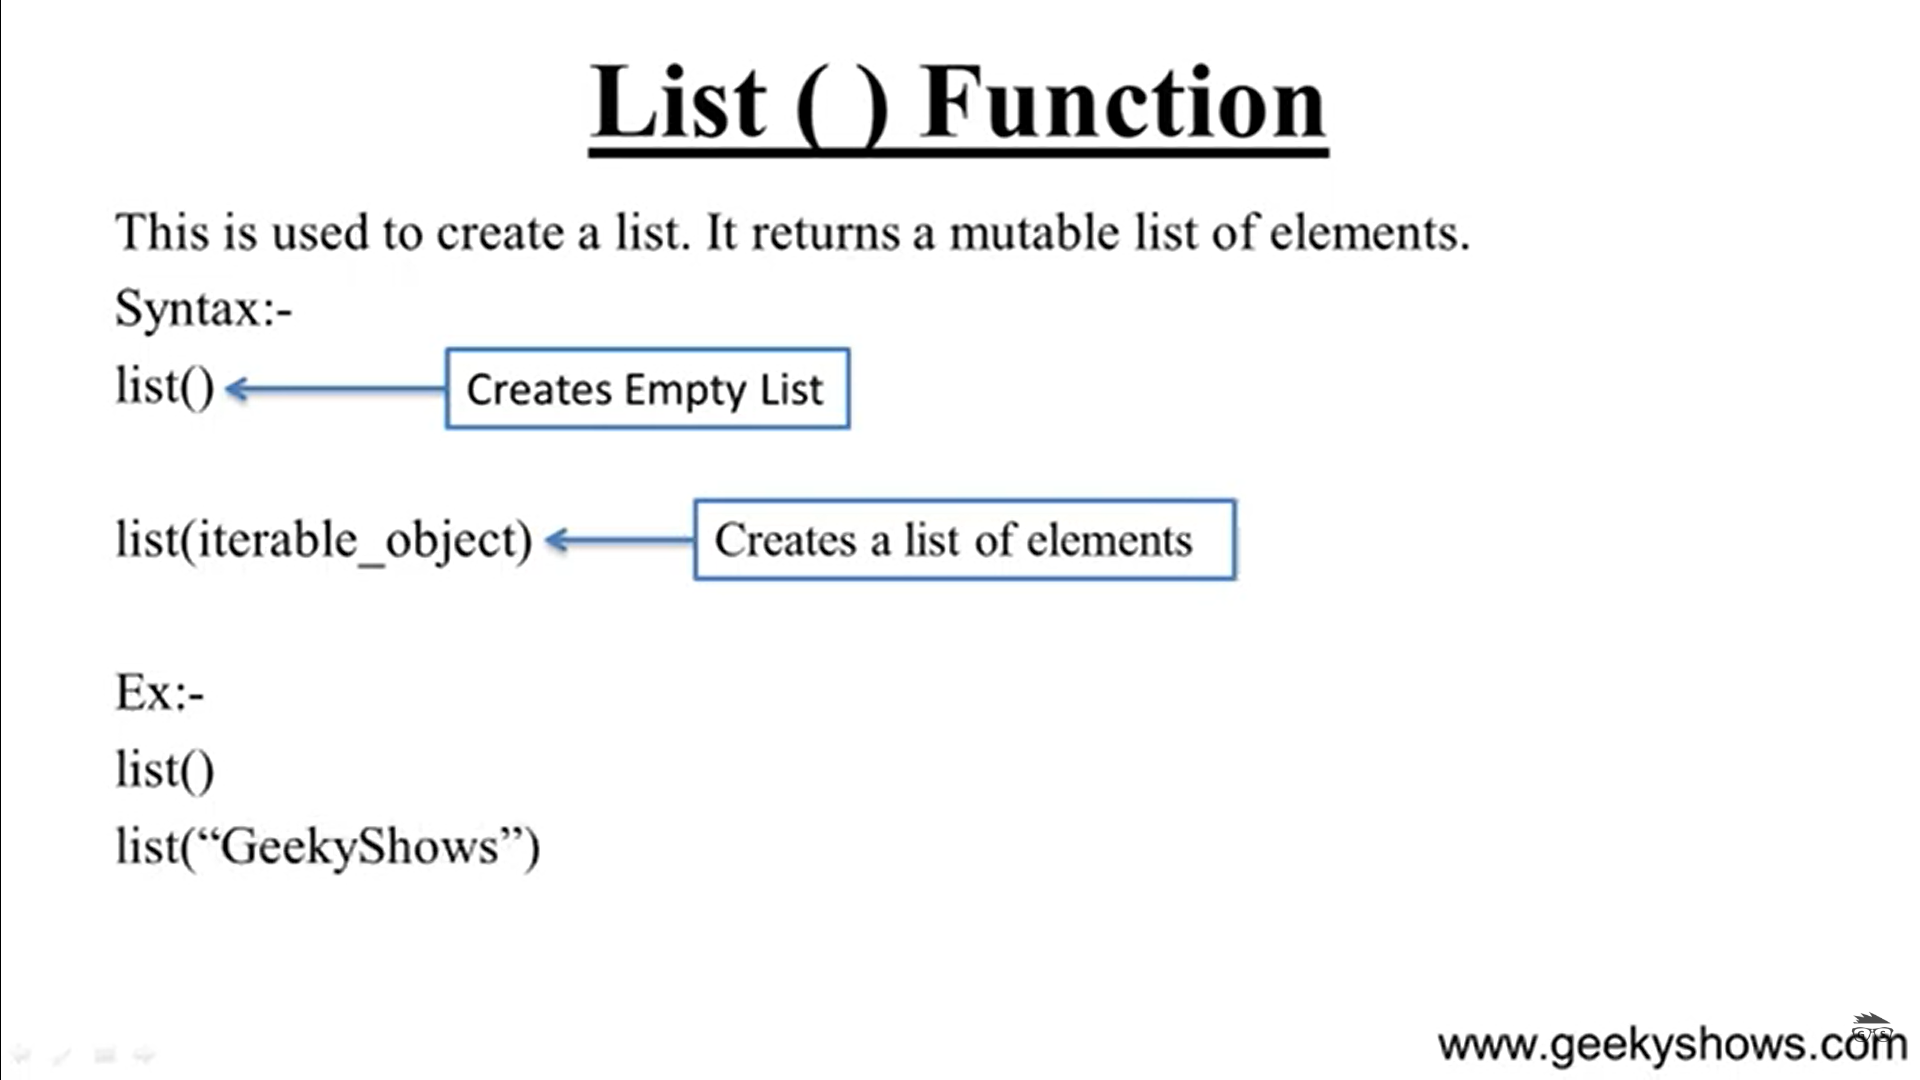 List ( ) Function
This is used to create a list. It returns a mutable list of elements.
Syntax:-
list()
Creates Empty List
list(iterable_object)
Creates a list of elements
Ex:-
list()
list(“GeekyShows”)
www.geekyshows.com